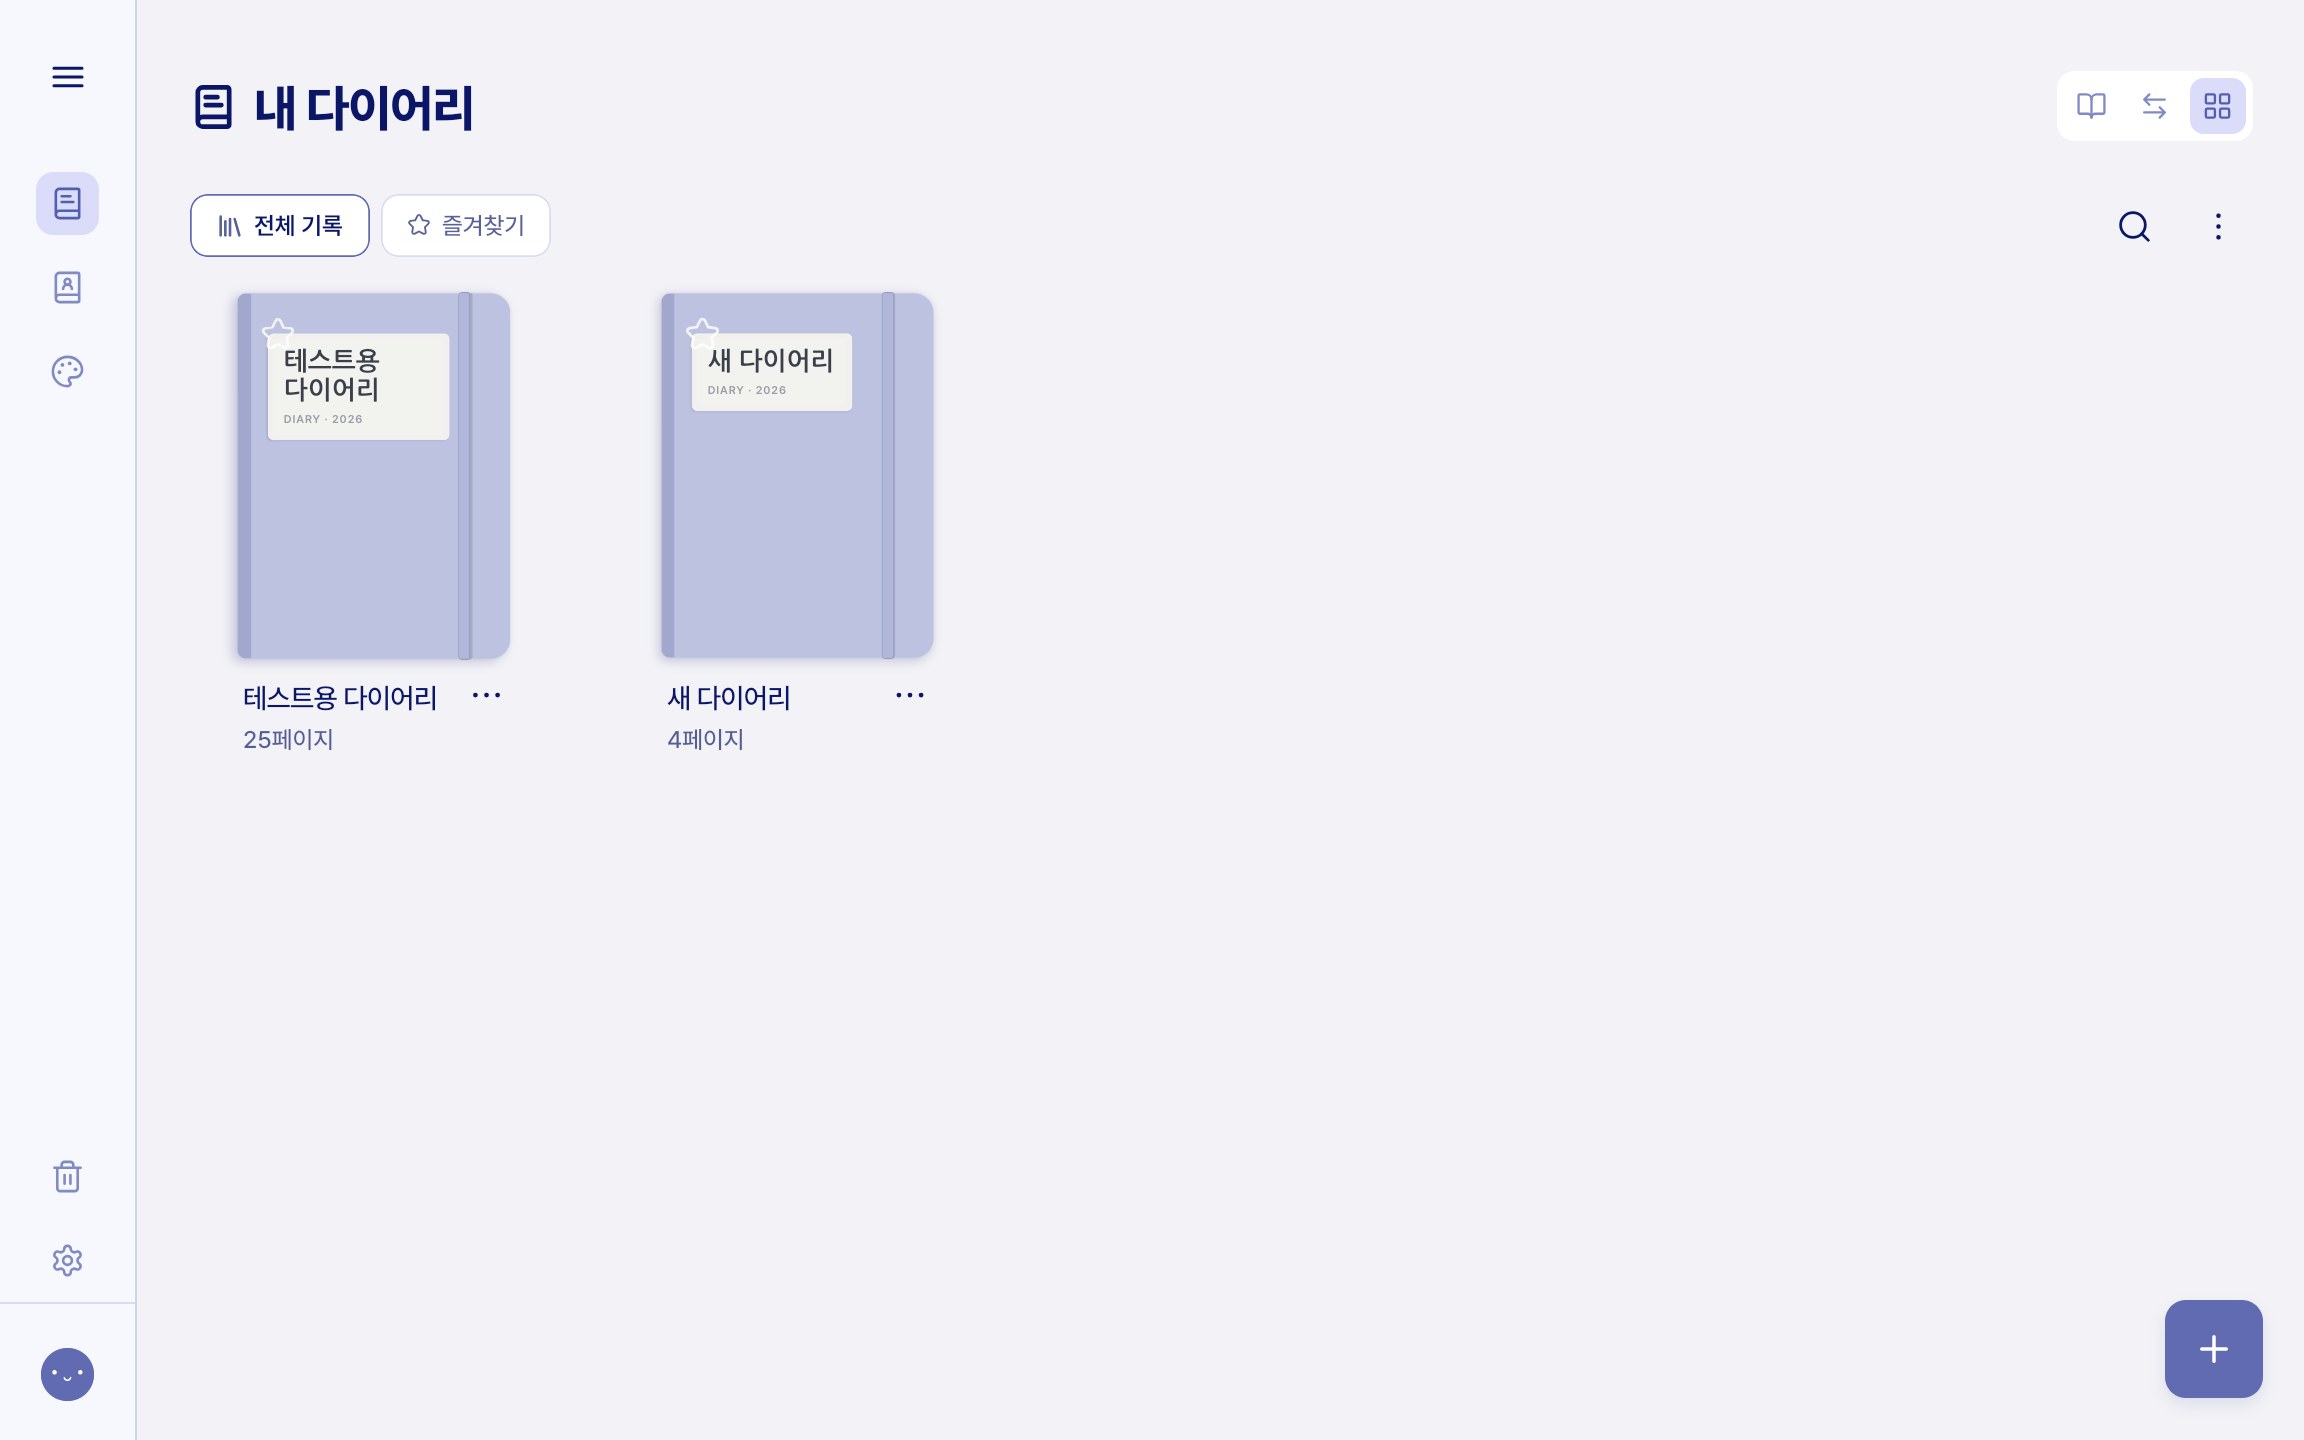 내 다이어리
전체 기록
즐겨찾기
테스트용
다이어리
DIARY · 2026
새 다이어리
DIARY · 2026
테스트용 다이어리
25페이지
새 다이어리
4페이지